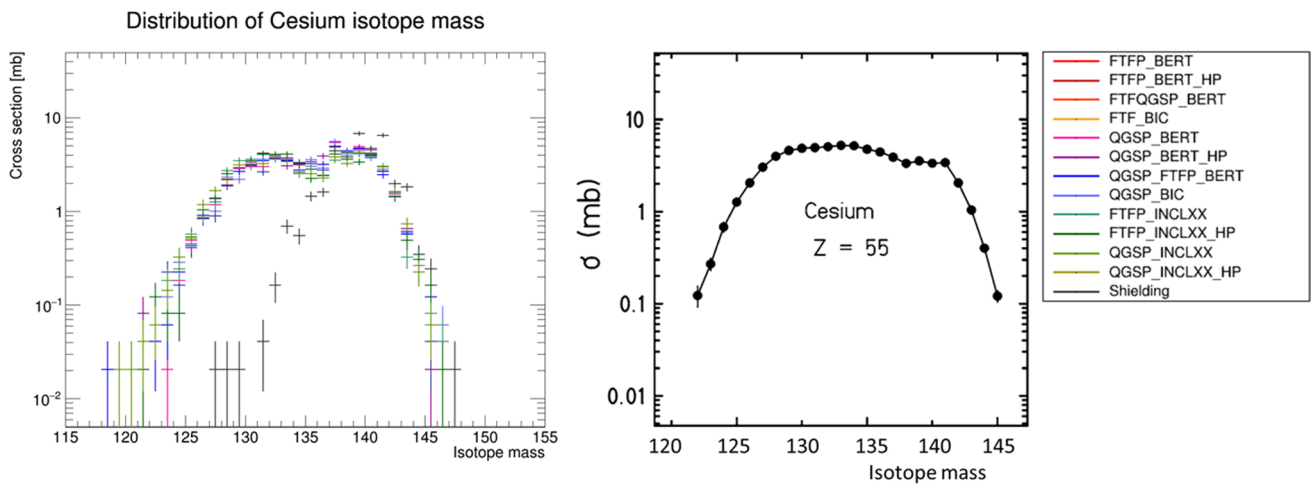 Distribution of Cesium isotope mass
Cross section [mb]
10
1
10⁻¹
10⁻²
115 120 125 130 135 140 145 150 155
Isotope mass
σ (mb)
10
1
0.1
0.01
Cesium
Z = 55
120 125 130 135 140 145
Isotope mass
FTFP_BERT
FTFP_BERT_HP
FTFQGSP_BERT
FTF_BIC
QGSP_BERT
QGSP_BERT_HP
QGSP_FTFP_BERT
QGSP_BIC
FTFP_INCLXX
FTFP_INCLXX_HP
QGSP_INCLXX
QGSP_INCLXX_HP
Shielding